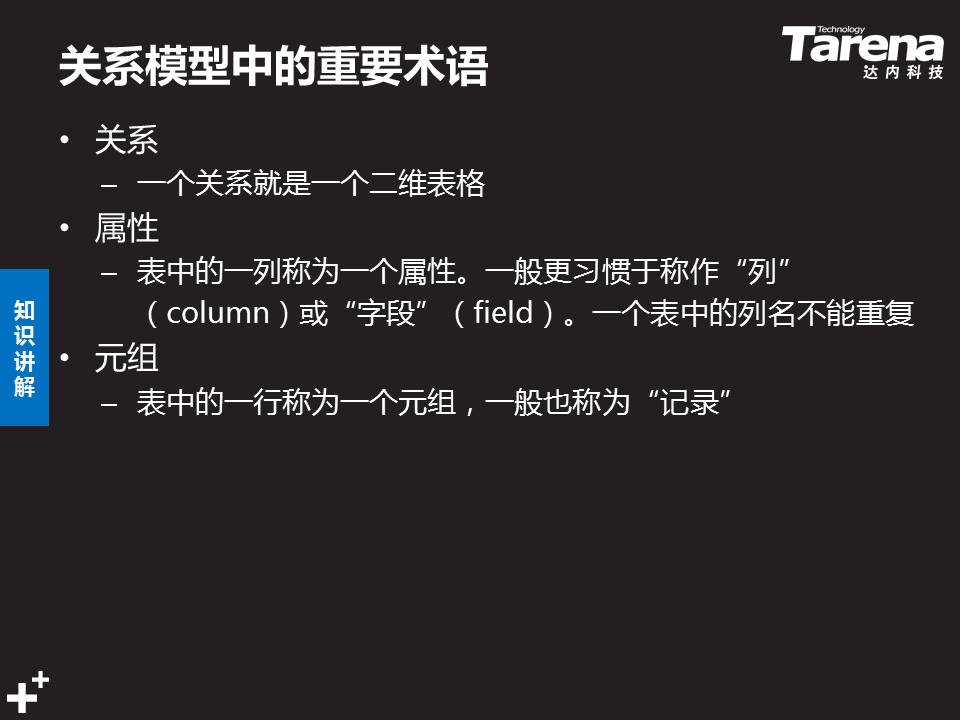 关系模型中的重要术语
Technology
Tarena
达内科技
• 关系
– 一个关系就是一个二维表格
• 属性
– 表中的一列称为一个属性。一般更习惯于称作“列”
（column）或“字段”（field）。一个表中的列名不能重复
• 元组
– 表中的一行称为一个元组，一般也称为“记录”
知
识
讲
解